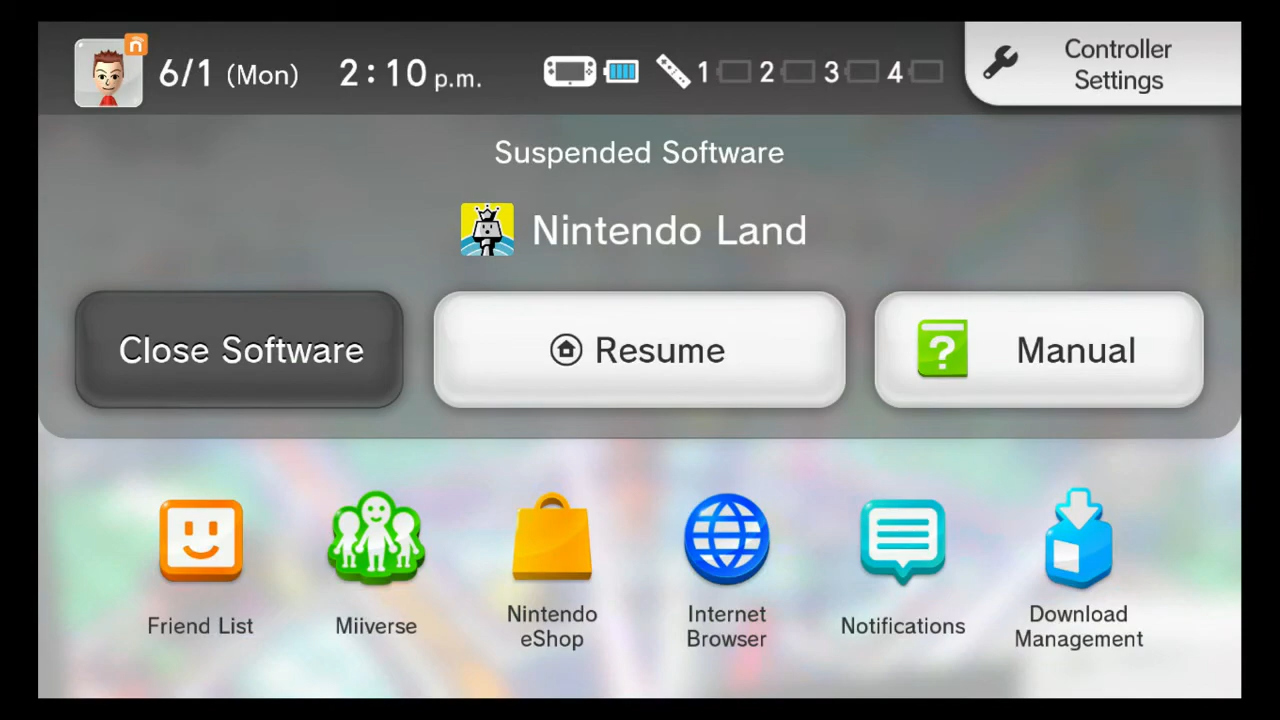 6/1 (Mon) 2:10 p.m. 1 2 3 4
Controller
Settings
Suspended Software
Nintendo Land
Close Software
Resume
? Manual
Friend List
Miiverse
Nintendo
eShop
Internet
Browser
Notifications
Download
Management